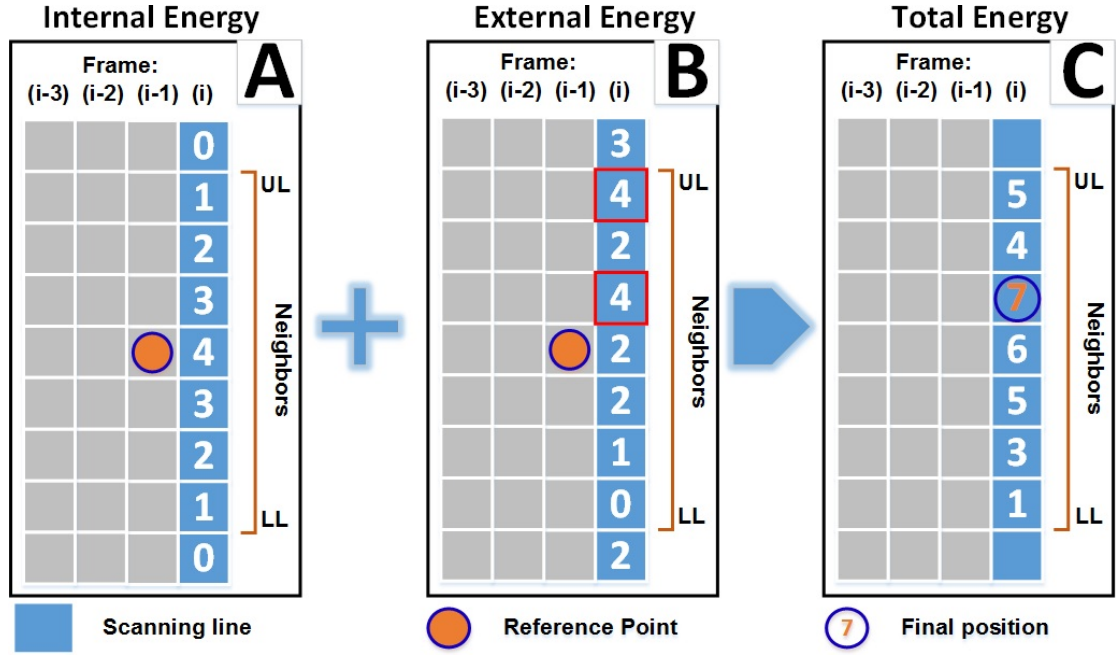 Internal Energy
External Energy
Total Energy
Frame:
A
(i-3) (i-2) (i-1) (i)
0
1
2
3
4
3
2
1
0
UL
Neighbors
LL
Frame:
B
(i-3) (i-2) (i-1) (i)
3
4
2
4
2
2
1
0
2
UL
Neighbors
LL
Frame:
C
(i-3) (i-2) (i-1) (i)
5
4
7
6
5
3
1
UL
Neighbors
LL
Scanning line
Reference Point
7 Final position